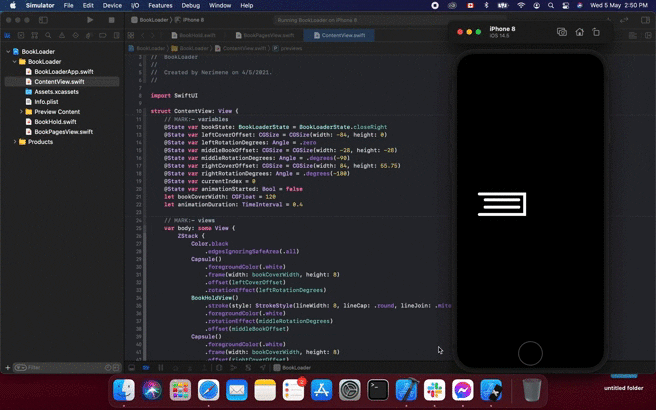 Simulator File Edit Device I/O Features Debug Window Help Wed 5 May 2:50 PM
BookLoader iPhone 8 Running BookLoader on iPhone 8
iPhone 8
iOS 14.5
BookHold.swift BookPagesView.swift ContentView.swift
BookLoader BookLoader ContentView.swift previews
BookLoader
BookLoader
BookLoaderApp.swift
ContentView.swift
Assets.xcassets
Info.plist
Preview Content
BookHold.swift
BookPagesView.swift
Products
// BookLoader
//
// Created by Nerimene on 4/5/2021.
//
import SwiftUI
struct ContentView: View {
// MARK:- variables
@State var bookState: BookLoaderState = BookLoaderState.closeRight
@State var leftCoverOffset: CGSize = CGSize(width: -84, height: 0)
@State var leftRotationDegrees: Angle = .zero
@State var middleBookOffset: CGSize = CGSize(width: -28, height: -28)
@State var middleRotationDegrees: Angle = .degrees(-90)
@State var rightCoverOffset: CGSize = CGSize(width: 84, height: 55.75)
@State var rightRotationDegrees: Angle = .degrees(-180)
@State var currentIndex = 0
@State var animationStarted: Bool = false
let bookCoverWidth: CGFloat = 120
let animationDuration: TimeInterval = 0.4
// MARK:- views
var body: some View {
ZStack {
Color.black
.edgesIgnoringSafeArea(.all)
Capsule()
.foregroundColor(.white)
.frame(width: bookCoverWidth, height: 8)
.offset(leftCoverOffset)
.rotationEffect(leftRotationDegrees)
BookHoldView()
.stroke(style: StrokeStyle(lineWidth: 8, lineCap: .round, lineJoin: .mite
.foregroundColor(.white)
.rotationEffect(middleRotationDegrees)
.offset(middleBookOffset)
Capsule()
.foregroundColor(.white)
.frame(width: bookCoverWidth, height: 8)
.offset(rightCoverOffset)
Filter
BookLoader
untitled folder